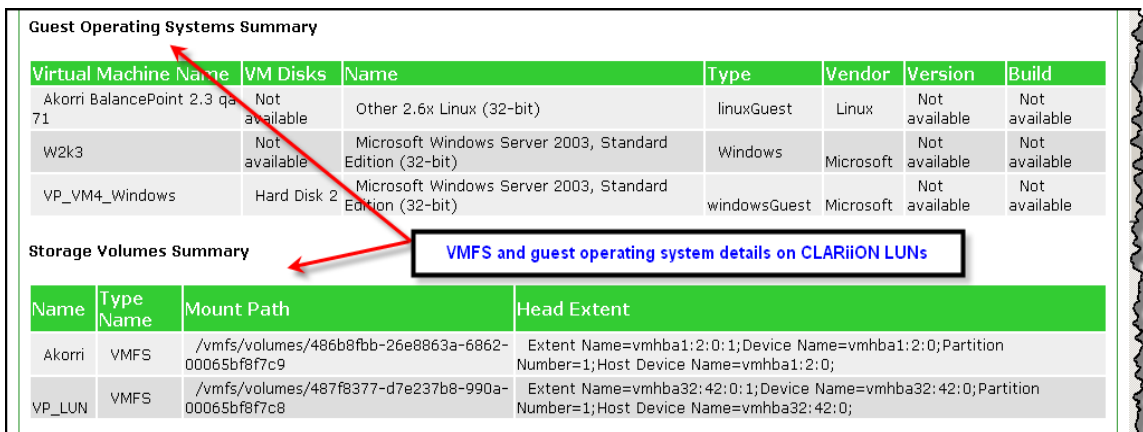 Guest Operating Systems Summary
Virtual Machine Name VM Disks Name Type Vendor Version Build
Akorri BalancePoint 2.3 qa Not Other 2.6x Linux (32-bit) linuxGuest Linux Not Not
71 available available available
W2k3 Not Microsoft Windows Server 2003, Standard Windows Not Not
available Edition (32-bit) Microsoft available available
VP_VM4_Windows Hard Disk 2 Microsoft Windows Server 2003, Standard Not Not
Edition (32-bit) windowsGuest Microsoft available available
Storage Volumes Summary
VMFS and guest operating system details on CLARiiON LUNs
Name Type Name Mount Path Head Extent
Akorri VMFS /vmfs/volumes/486b8fbb-26e8863a-6862- Extent Name=vmhba1:2:0:1;Device Name=vmhba1:2:0;Partition
00065bf8f7c9 Number=1;Host Device Name=vmhba1:2:0;
VP_LUN VMFS /vmfs/volumes/487f8377-d7e237b8-990a- Extent Name=vmhba32:42:0:1;Device Name=vmhba32:42:0;Partition
00065bf8f7c8 Number=1;Host Device Name=vmhba32:42:0;